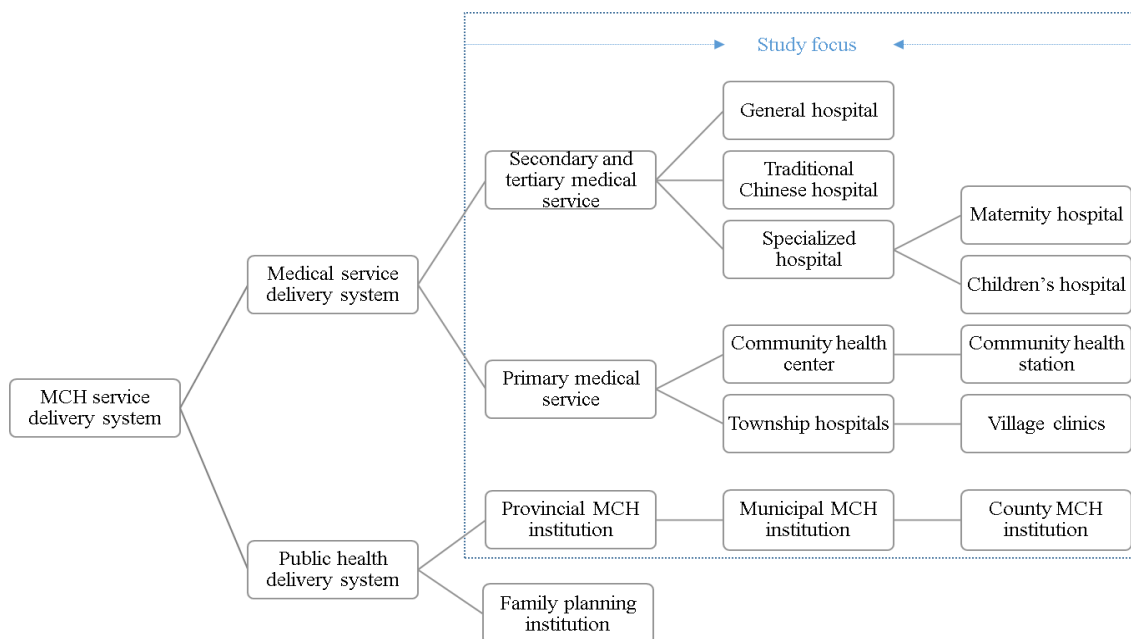 Study focus
General hospital
Secondary and
tertiary medical
service
Traditional
Chinese hospital
Maternity hospital
Specialized
hospital
Medical service
delivery system
Children's hospital
Community health
center
Community health
station
Primary medical
service
MCH service
delivery system
Township hospitals
Village clinics
Provincial MCH
institution
Municipal MCH
institution
County MCH
institution
Public health
delivery system
Family planning
institution